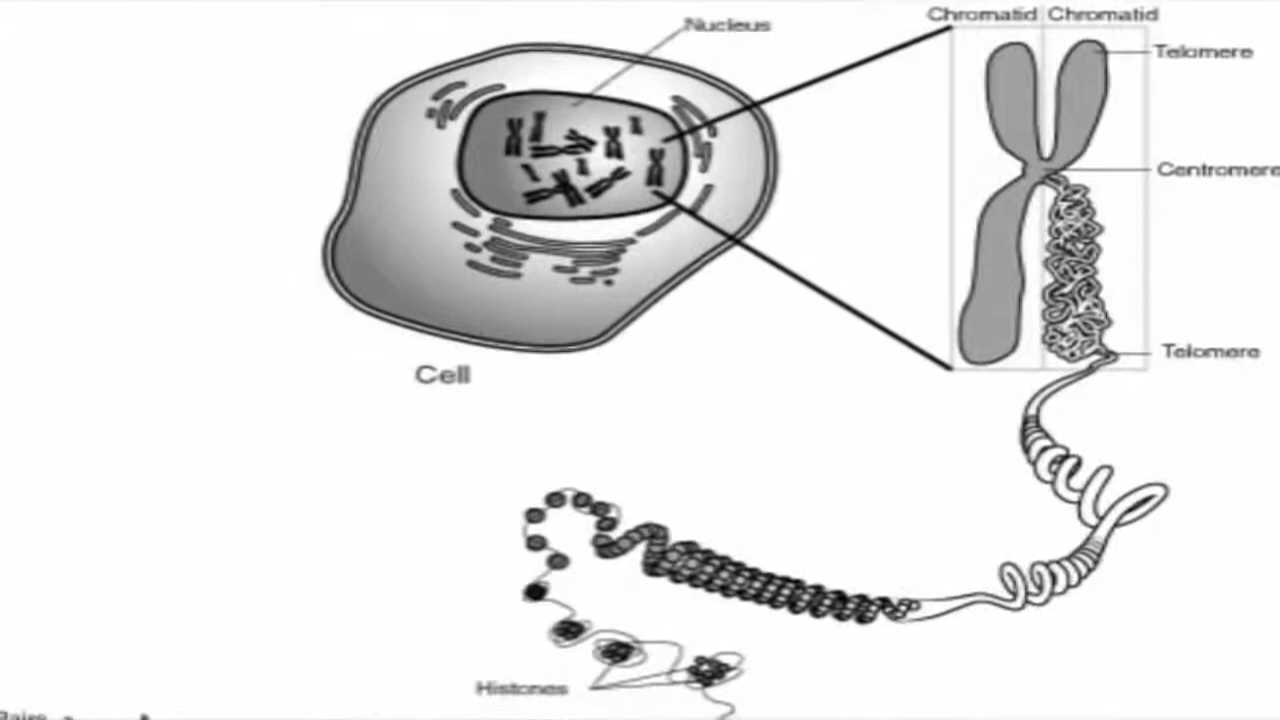 Chromatid Chromatid
Nucleus
Telomere
Centromere
Telomere
Cell
Histones